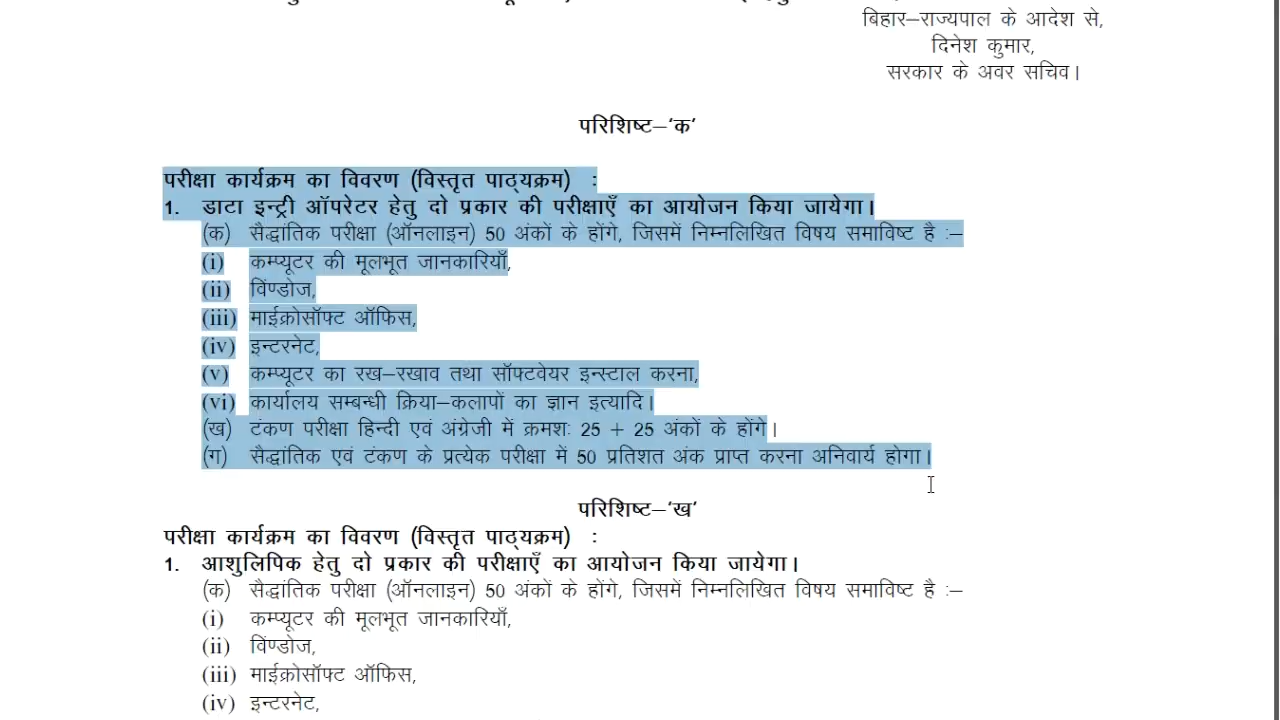 बिहार–राज्यपाल के आदेश से,
दिनेश कुमार,
सरकार के अवर सचिव।
परिशिष्ट–'क'
परीक्षा कार्यक्रम का विवरण (विस्तृत पाठ्यक्रम) :
1. डाटा इन्ट्री ऑपरेटर हेतु दो प्रकार की परीक्षाएँ का आयोजन किया जायेगा।
(क) सैद्धांतिक परीक्षा (ऑनलाइन) 50 अंकों के होंगे, जिसमें निम्नलिखित विषय समाविष्ट है :–
(i) कम्प्यूटर की मूलभूत जानकारियाँ,
(ii) विंण्डोज,
(iii) माईक्रोसॉफ्ट ऑफिस,
(iv) इन्टरनेट,
(v) कम्प्यूटर का रख–रखाव तथा सॉफ्टवेयर इन्स्टाल करना,
(vi) कार्यालय सम्बन्धी क्रिया–कलापों का ज्ञान इत्यादि।
(ख) टंकण परीक्षा हिन्दी एवं अंग्रेजी में क्रमशः 25 + 25 अंकों के होंगे।
(ग) सैद्धांतिक एवं टंकण के प्रत्येक परीक्षा में 50 प्रतिशत अंक प्राप्त करना अनिवार्य होगा।
परिशिष्ट–'ख'
परीक्षा कार्यक्रम का विवरण (विस्तृत पाठ्यक्रम) :
1. आशुलिपिक हेतु दो प्रकार की परीक्षाएँ का आयोजन किया जायेगा।
(क) सैद्धांतिक परीक्षा (ऑनलाइन) 50 अंकों के होंगे, जिसमें निम्नलिखित विषय समाविष्ट है :–
(i) कम्प्यूटर की मूलभूत जानकारियाँ,
(ii) विंण्डोज,
(iii) माईक्रोसॉफ्ट ऑफिस,
(iv) इन्टरनेट,